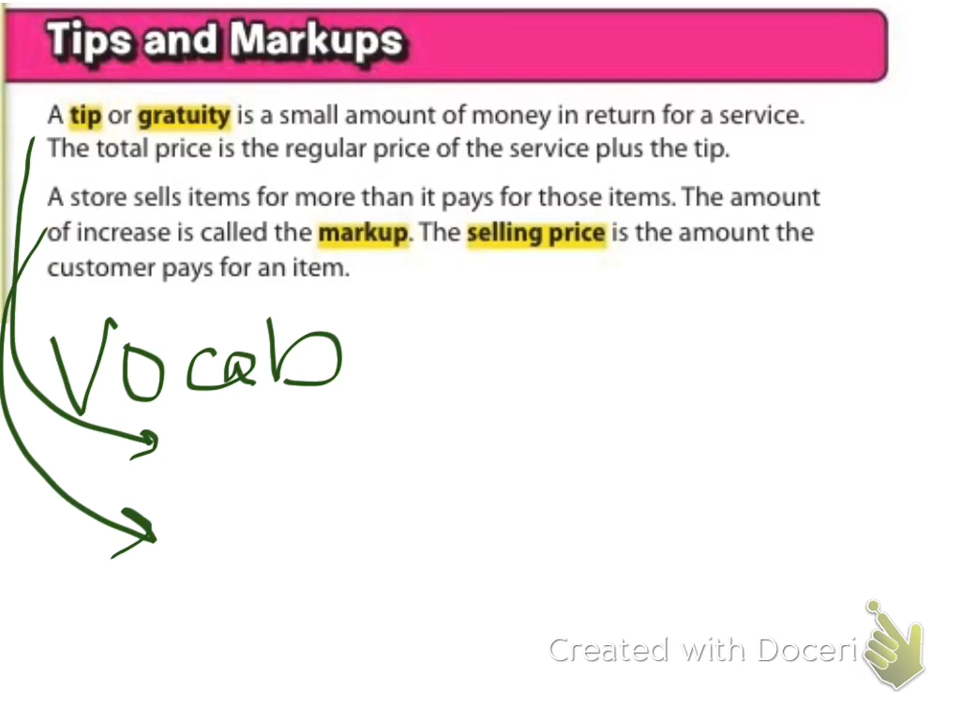 Tips and Markups
A tip or gratuity is a small amount of money in return for a service.
The total price is the regular price of the service plus the tip.
A store sells items for more than it pays for those items. The amount
of increase is called the markup. The selling price is the amount the
customer pays for an item.
Vocab
Created with Doceri